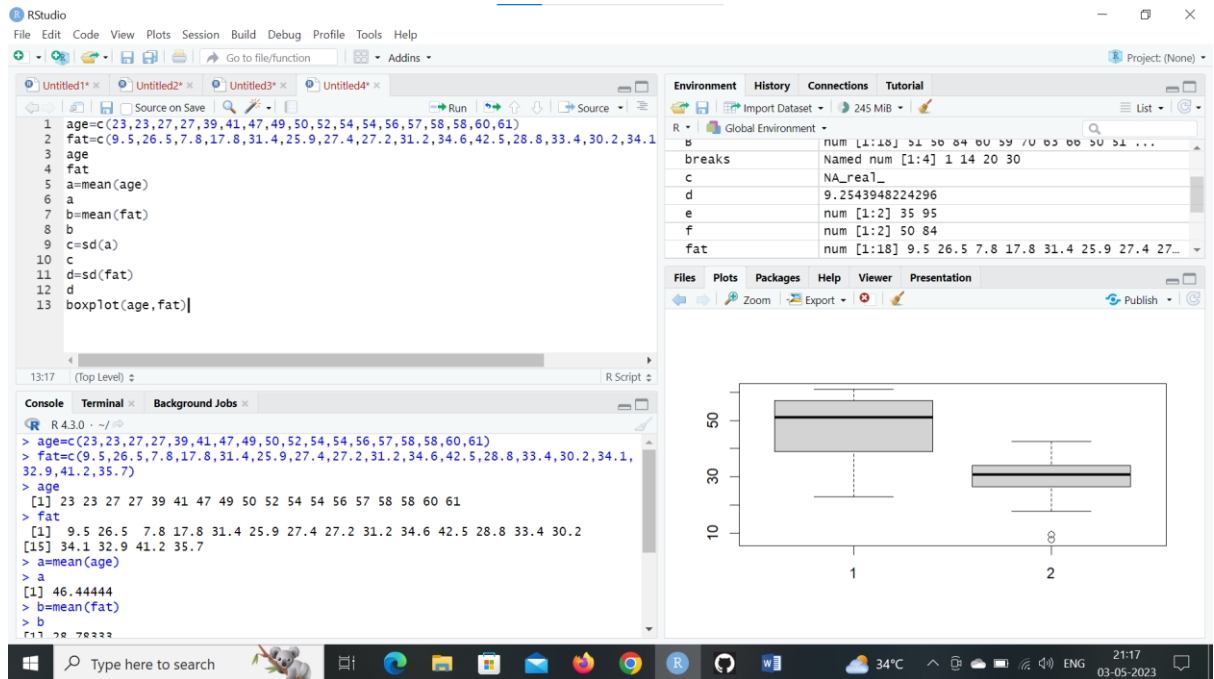 RStudio
File Edit Code View Plots Session Build Debug Profile Tools Help
Go to file/function
Addins
Project: (None)
Untitled1*
Untitled2*
Untitled3*
Untitled4*
Source on Save
Run
Source
1 age=c(23,23,27,27,39,41,47,49,50,52,54,54,56,57,58,58,60,61)
2 fat=c(9.5,26.5,7.8,17.8,31.4,25.9,27.4,27.2,31.2,34.6,42.5,28.8,33.4,30.2,34.1
3 age
4 fat
5 a=mean(age)
6 a
7 b=mean(fat)
8 b
9 c=sd(a)
10 c
11 d=sd(fat)
12 d
13 boxplot(age,fat)
13:17 (Top Level) R Script
Console Terminal Background Jobs
R 4.3.0 · ~/
> age=c(23,23,27,27,39,41,47,49,50,52,54,54,56,57,58,58,60,61)
> fat=c(9.5,26.5,7.8,17.8,31.4,25.9,27.4,27.2,31.2,34.6,42.5,28.8,33.4,30.2,34.1,
32.9,41.2,35.7)
> age
[1] 23 23 27 27 39 41 47 49 50 52 54 54 56 57 58 58 60 61
> fat
[1] 9.5 26.5 7.8 17.8 31.4 25.9 27.4 27.2 31.2 34.6 42.5 28.8 33.4 30.2
[15] 34.1 32.9 41.2 35.7
> a=mean(age)
> a
[1] 46.44444
> b=mean(fat)
> b
[1] 28.78333
Environment History Connections Tutorial
Import Dataset
245 MiB
List
R
Global Environment
B num [1:18] 51 56 84 60 59 70 63 66 50 51 ...
breaks Named num [1:4] 1 14 20 30
c NA_real_
d 9.2543948224296
e num [1:2] 35 95
f num [1:2] 50 84
fat num [1:18] 9.5 26.5 7.8 17.8 31.4 25.9 27.4 27…
Files Plots Packages Help Viewer Presentation
Zoom Export Publish
50
30
10
1 2
Type here to search
34°C
ENG
21:17
03-05-2023